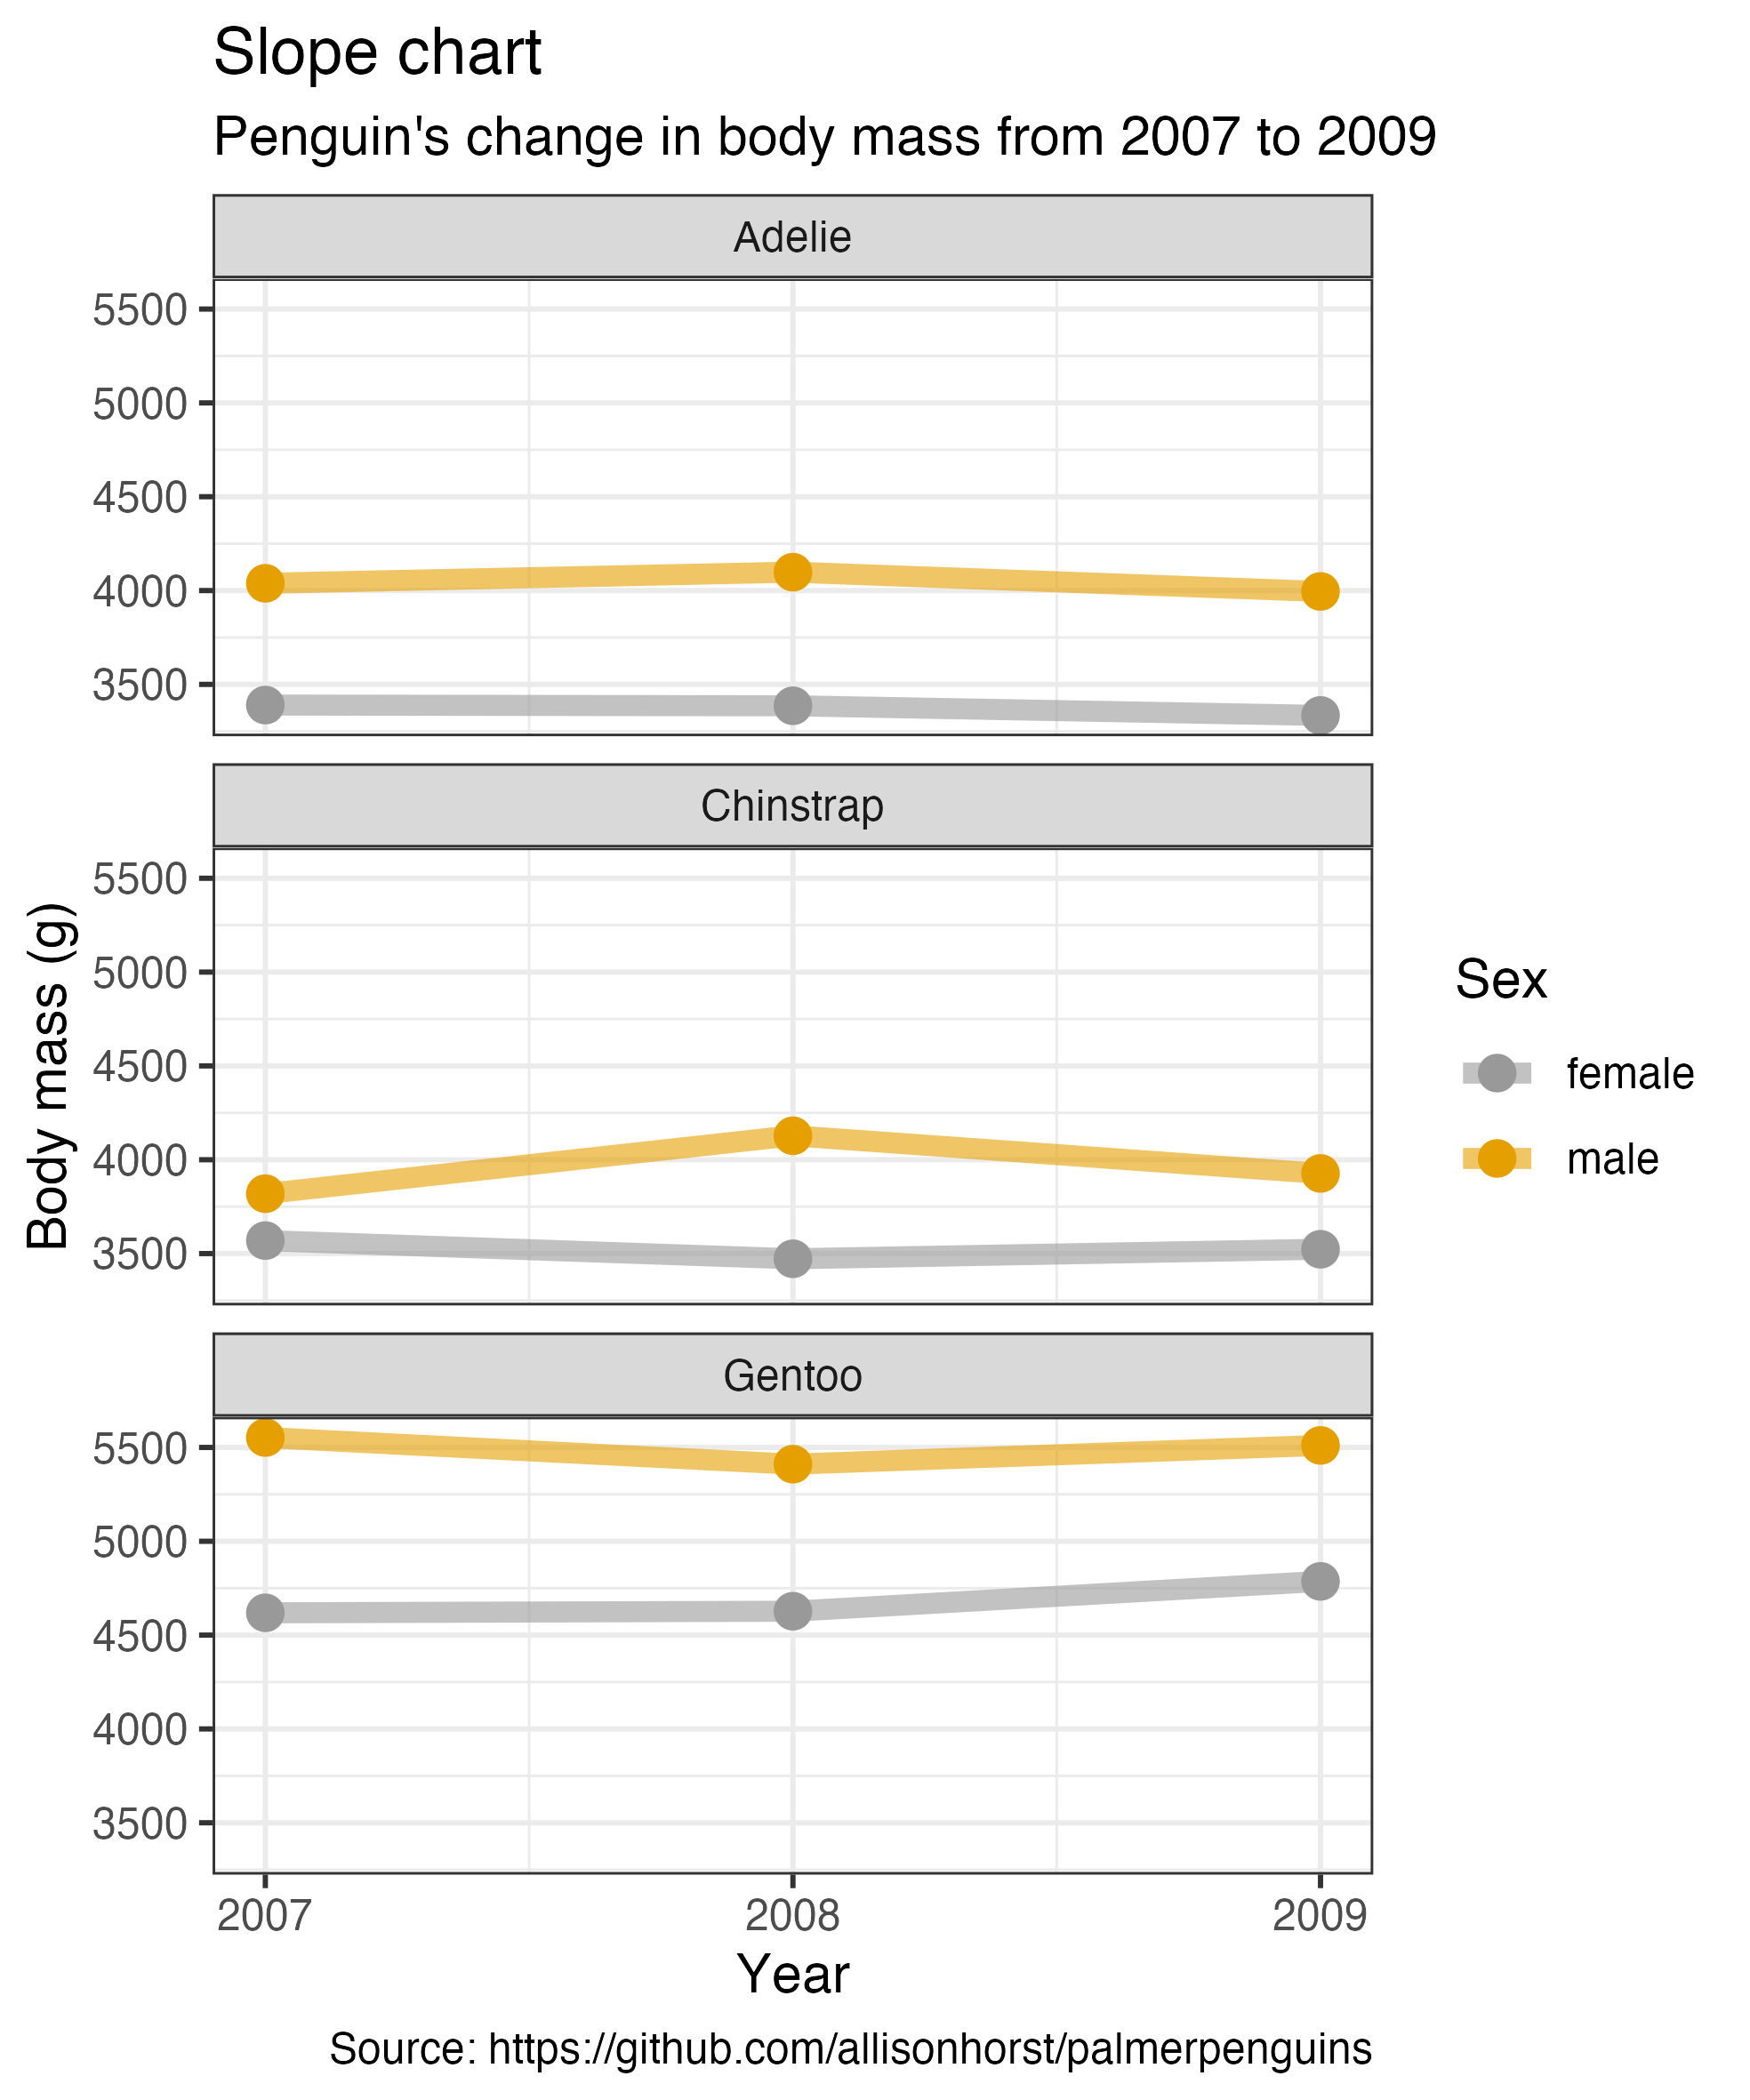 Slope chart
Penguin's change in body mass from 2007 to 2009
Adelie
5500
5000
4500
4000
3500
Chinstrap
5500
5000
4500
4000
3500
Body mass (g)
Sex
female
male
Gentoo
5500
5000
4500
4000
3500
2007 2008 2009
Year
Source: https://github.com/allisonhorst/palmerpenguins